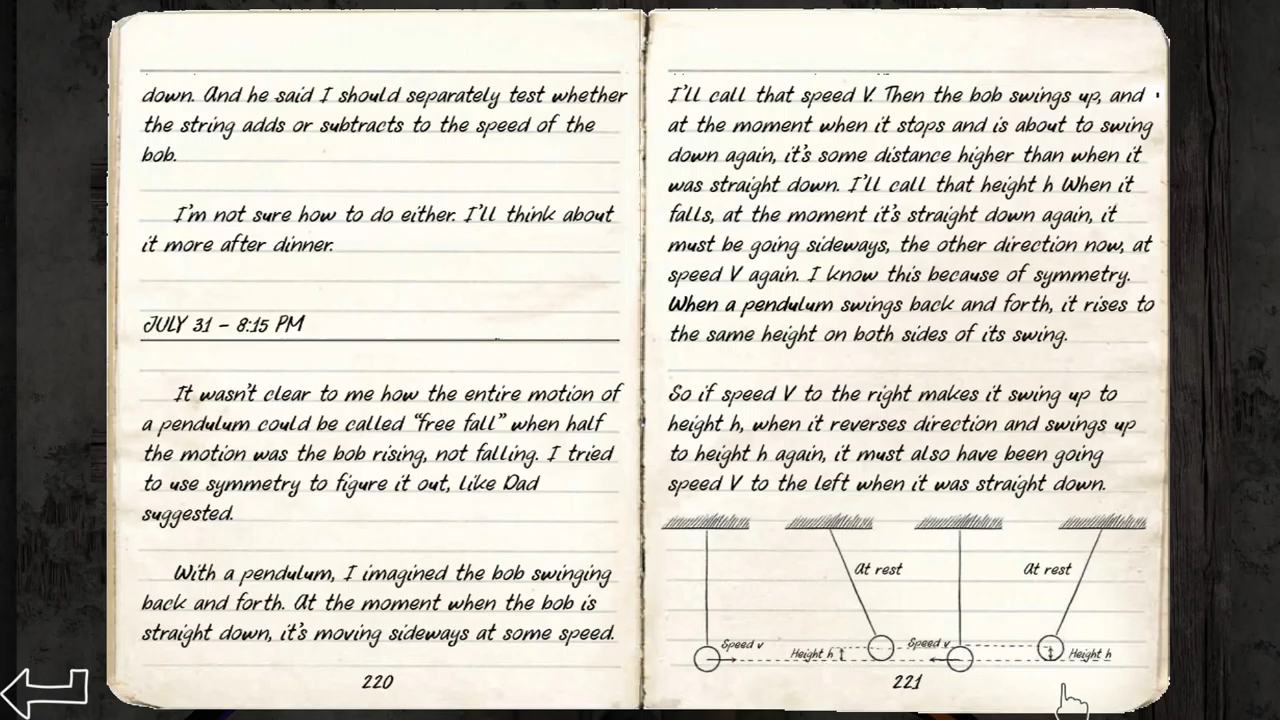 down. And he said I should separately test whether
the string adds or subtracts to the speed of the
bob.
I'm not sure how to do either. I'll think about
it more after dinner.
JULY 31 - 8:15 PM
It wasn't clear to me how the entire motion of
a pendulum could be called "free fall" when half
the motion was the bob rising, not falling. I tried
to use symmetry to figure it out, like Dad
suggested.
With a pendulum, I imagined the bob swinging
back and forth. At the moment when the bob is
straight down, it's moving sideways at some speed.
220
I'll call that speed V. Then the bob swings up, and
at the moment when it stops and is about to swing
down again, it's some distance higher than when it
was straight down. I'll call that height h When it
falls, at the moment it's straight down again, it
must be going sideways, the other direction now, at
speed V again. I know this because of symmetry.
When a pendulum swings back and forth, it rises to
the same height on both sides of its swing.
So if speed V to the right makes it swing up to
height h, when it reverses direction and swings up
to height h again, it must also have been going
speed V to the left when it was straight down.
At rest
At rest
Speed v
Height h
Speed v
Height h
221